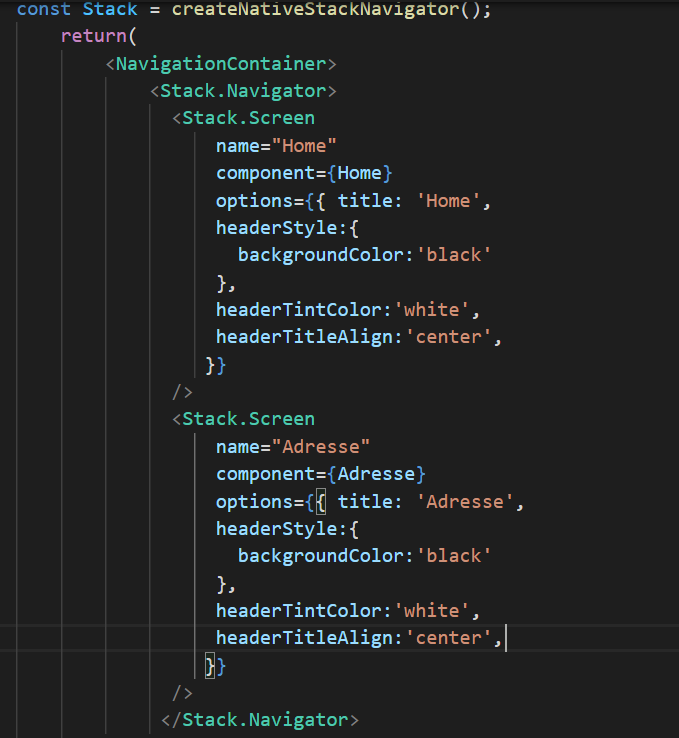 const Stack = createNativeStackNavigator();
return(
<NavigationContainer>
<Stack.Navigator>
<Stack.Screen
name="Home"
component={Home}
options={{ title: 'Home',
headerStyle:{
backgroundColor:'black'
},
headerTintColor:'white',
headerTitleAlign:'center',
}}
/>
<Stack.Screen
name="Adresse"
component={Adresse}
options={{ title: 'Adresse',
headerStyle:{
backgroundColor:'black'
},
headerTintColor:'white',
headerTitleAlign:'center',
}}
/>
</Stack.Navigator>